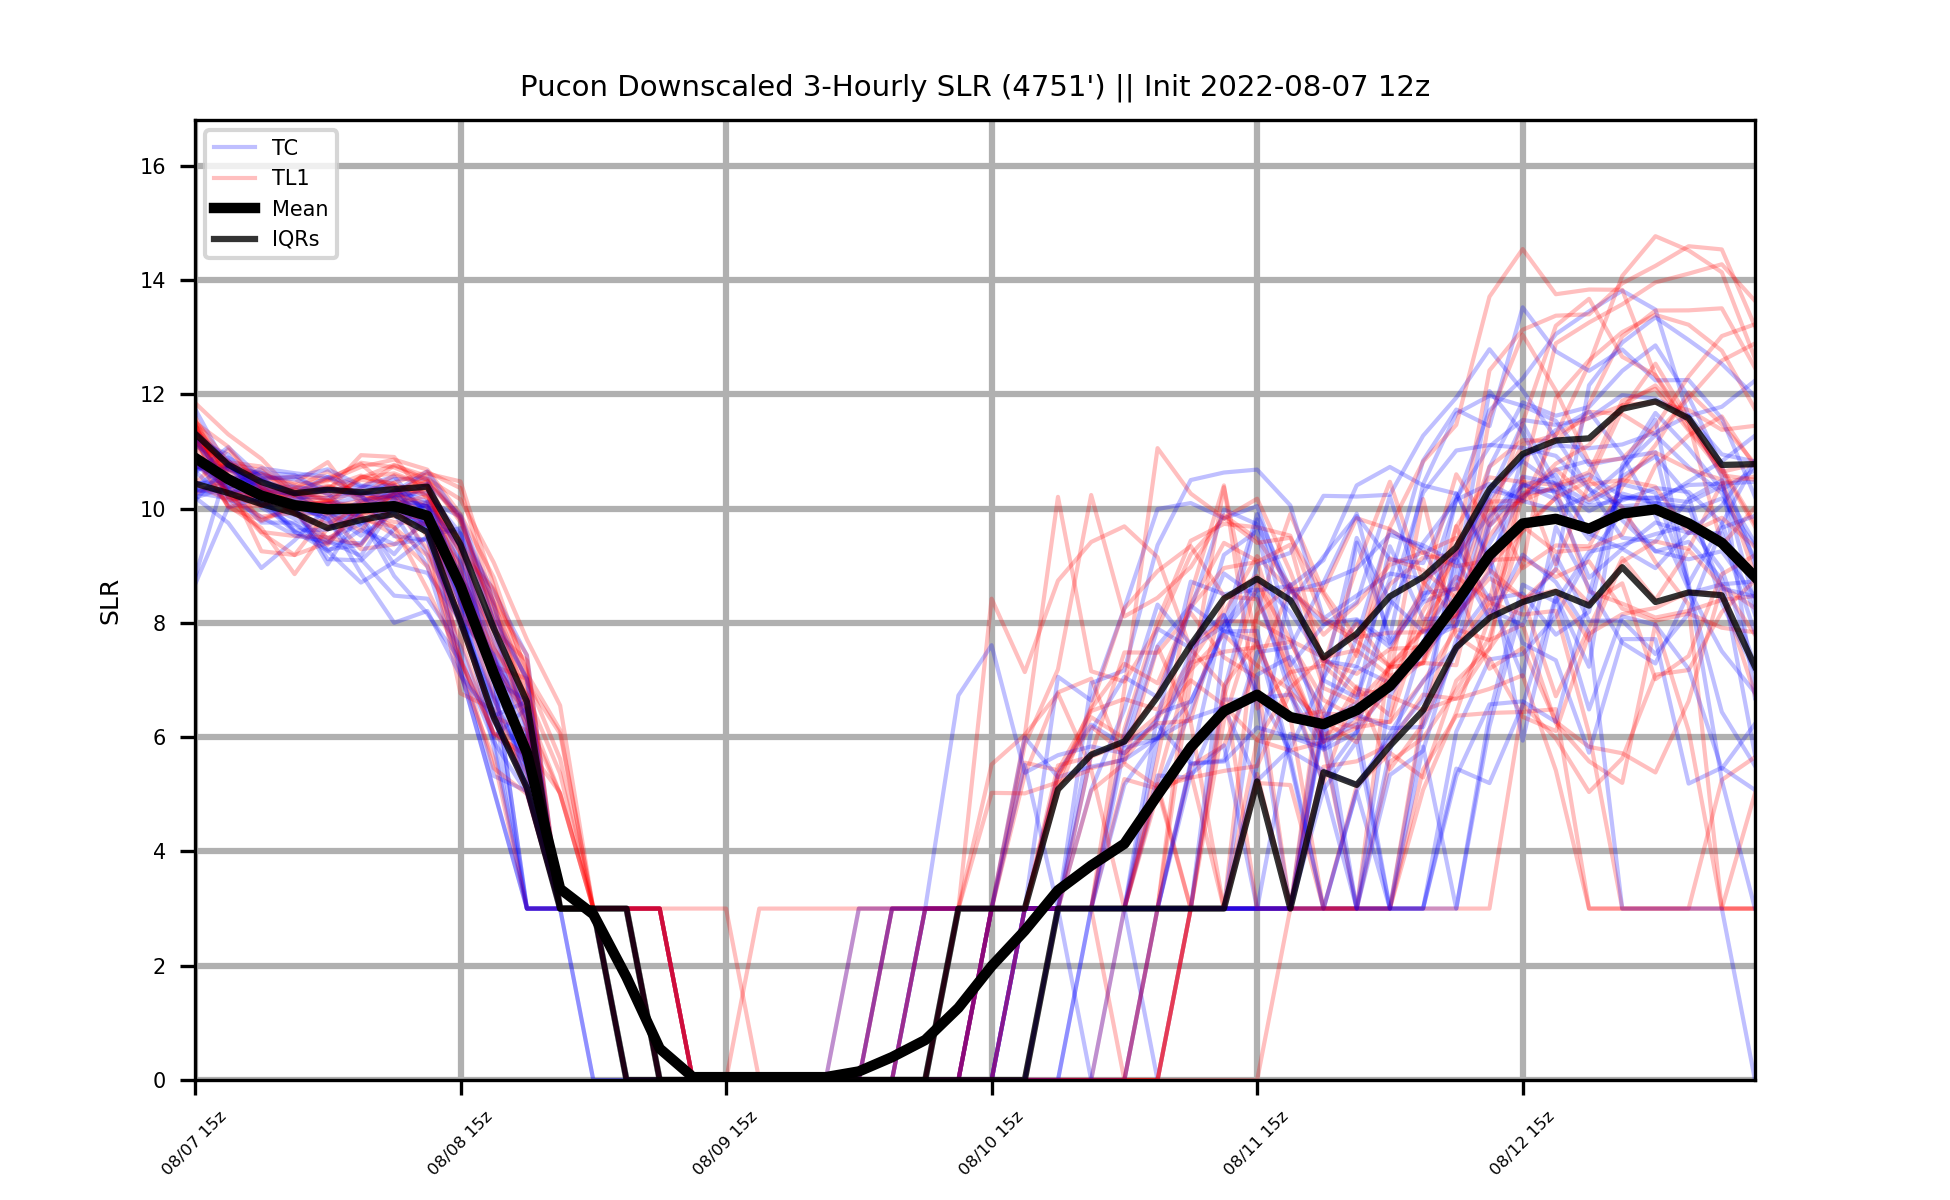 Pucon Downscaled 3-Hourly SLR (4751') || Init 2022-08-07 12z
TC
TL1
Mean
IQRs
16
14
12
10
8
6
4
2
0
SLR
08/07 15z
08/08 15z
08/09 15z
08/10 15z
08/11 15z
08/12 15z